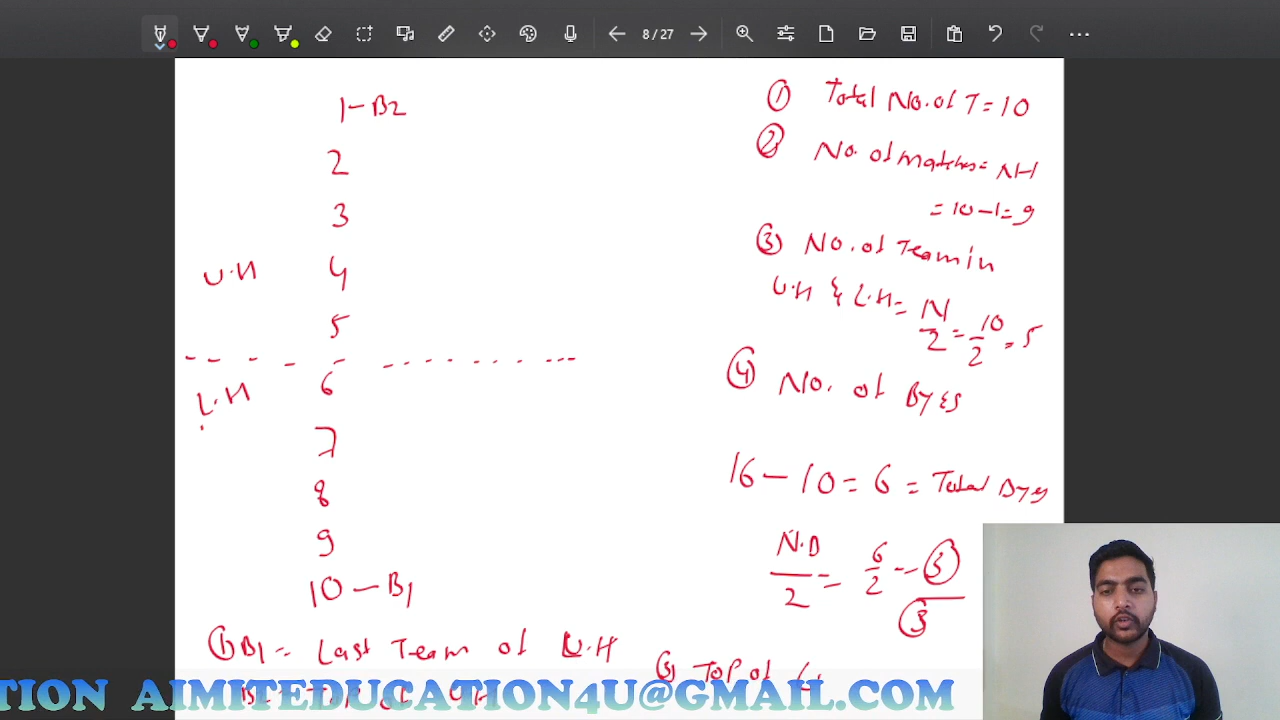 8/27
1-B2
2
3
4
5
U.H
L.H
6
7
8
9
10-B1
① B1 = Last Team of L.H
① Total No. of T = 10
② No. of matches = N-1
= 10-1 = 9
③ No. of Team in
U.H & L.H = N/2 = 10/2 = 5
④ No. of Byes
16-10 = 6 = Total Byes
N.B/2 = 6/2 - ③
③
TOP of
TION AIMITEDUCATION4U@GMAIL.COM